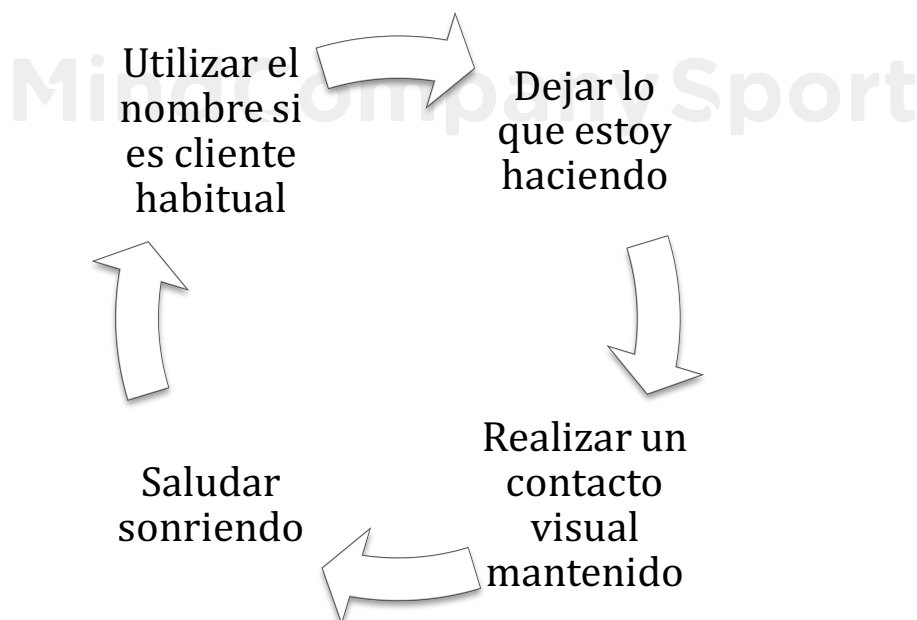 MindCompanySport
Utilizar el
nombre si
es cliente
habitual
Dejar lo
que estoy
haciendo
Realizar un
contacto
visual
mantenido
Saludar
sonriendo